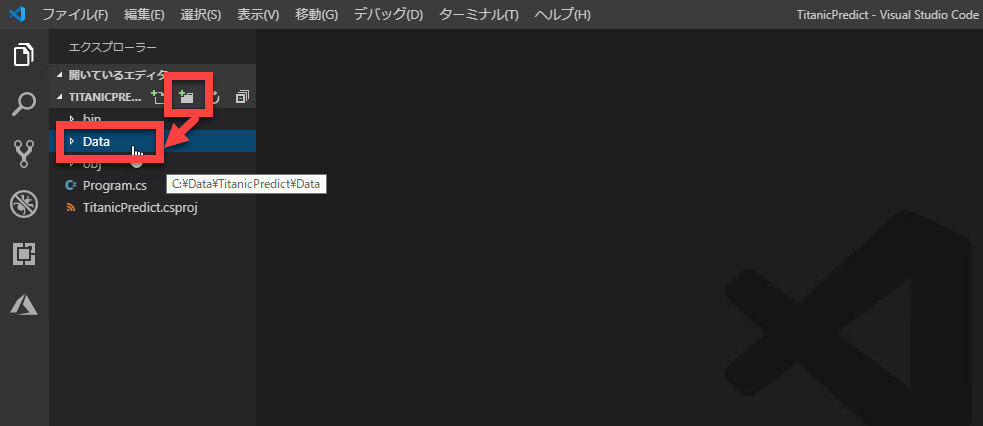 ファイル(F) 編集(E) 選択(S) 表示(V) 移動(G) デバッグ(D) ターミナル(T) ヘルプ(H) TitanicPredict - Visual Studio Code
エクスプローラー
開いているエディタ
TITANICPRE...
bin
Data
obj
C:¥Data¥TitanicPredict¥Data
Program.cs
TitanicPredict.csproj